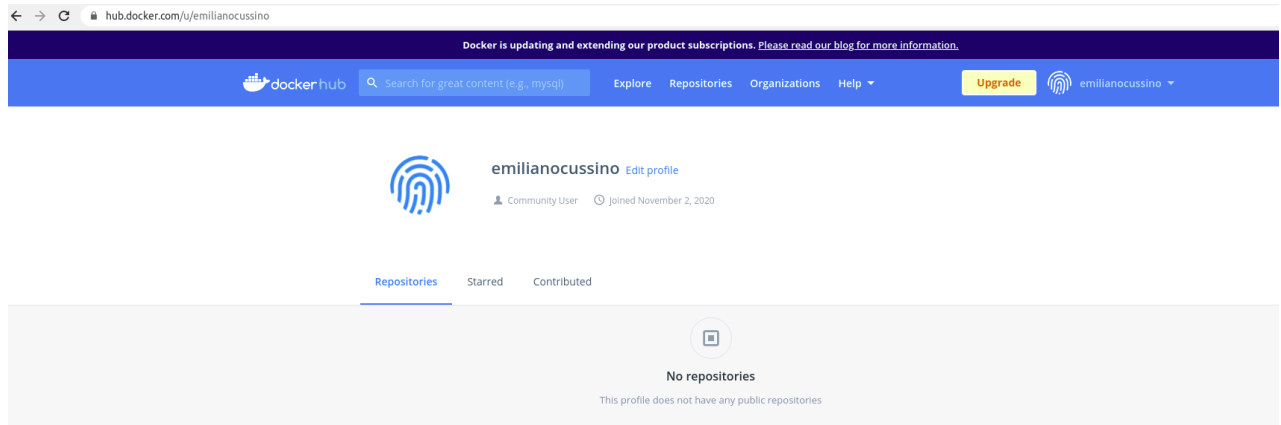 hub.docker.com/u/emilianocussino
Docker is updating and extending our product subscriptions. Please read our blog for more information.
dockerhub Search for great content (e.g., mysql) Explore Repositories Organizations Help Upgrade emilianocussino
emilianocussino Edit profile
Community User Joined November 2, 2020
Repositories Starred Contributed
No repositories
This profile does not have any public repositories